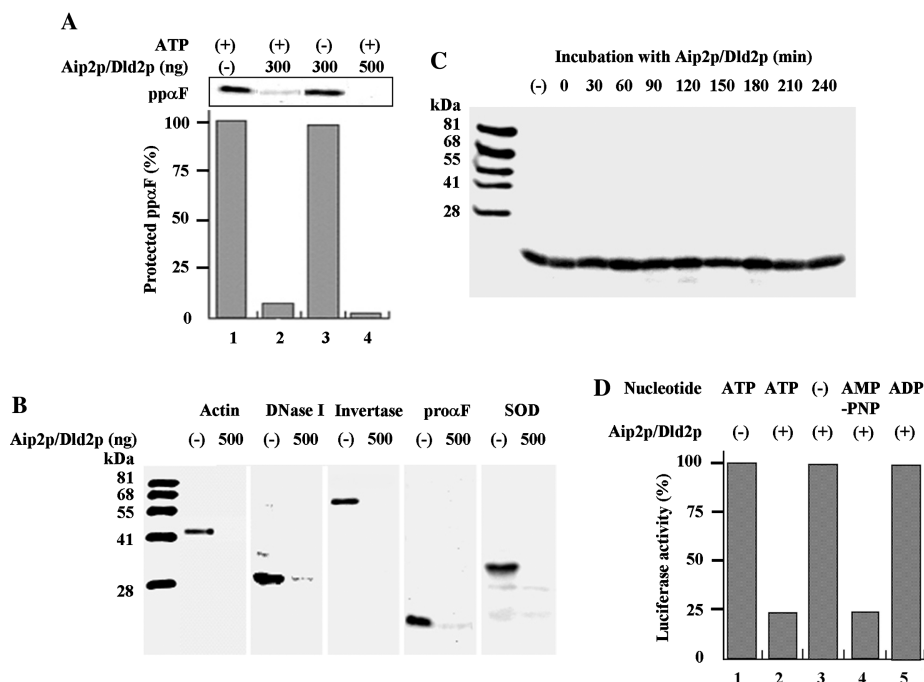 A
ATP (+) (+) (-) (+)
Aip2p/Dld2p (ng) (-) 300 300 500
ppαF
Protected ppαF (%)
100
75
50
25
0
1 2 3 4
C
Incubation with Aip2p/Dld2p (min)
(-) 0 30 60 90 120 150 180 210 240
kDa
81
68
55
41
28
B
Actin DNase I Invertase proαF SOD
Aip2p/Dld2p (ng) (-) 500 (-) 500 (-) 500 (-) 500 (-) 500
kDa
81
68
55
41
28
D
Nucleotide ATP ATP (-) AMP ADP
-PNP
Aip2p/Dld2p (-) (+) (+) (+) (+)
Luciferase activity (%)
100
75
50
25
0
1 2 3 4 5